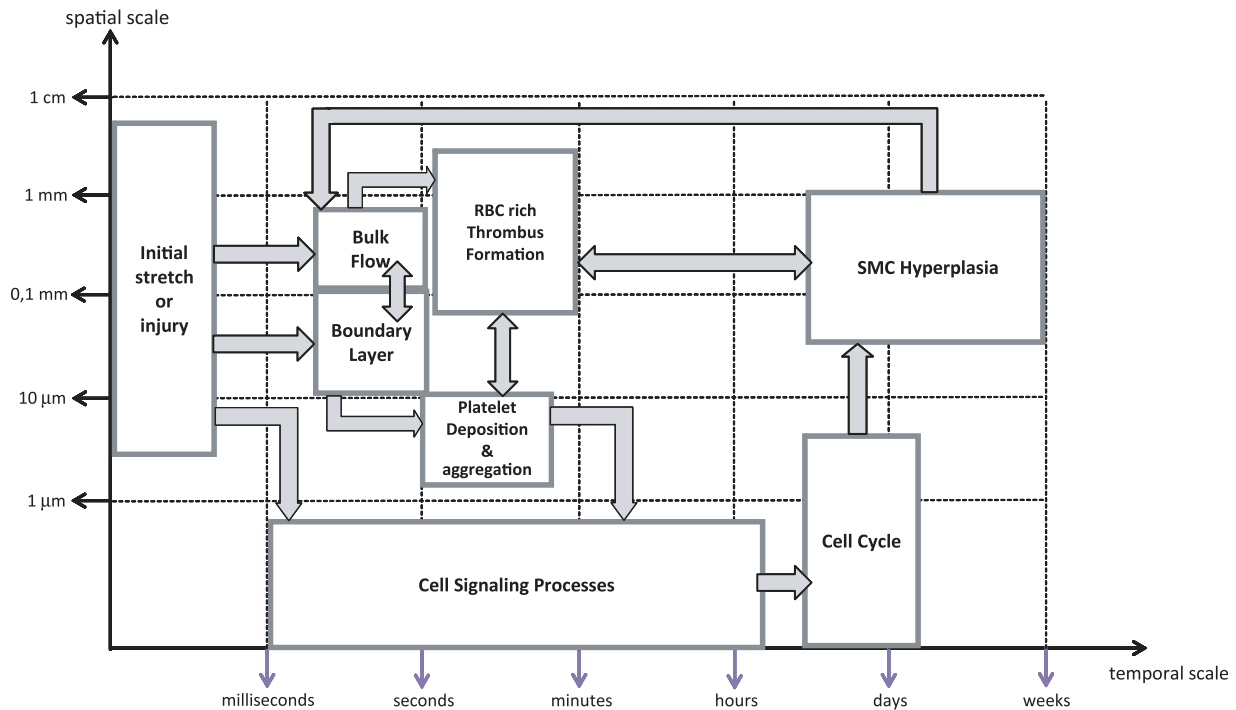 spatial scale
1 cm
1 mm
0,1 mm
10 µm
1 µm
Initial
stretch
or
injury
Bulk
Flow
Boundary
Layer
RBC rich
Thrombus
Formation
Platelet
Deposition
&
aggregation
SMC Hyperplasia
Cell Signaling Processes
Cell Cycle
temporal scale
milliseconds
seconds
minutes
hours
days
weeks